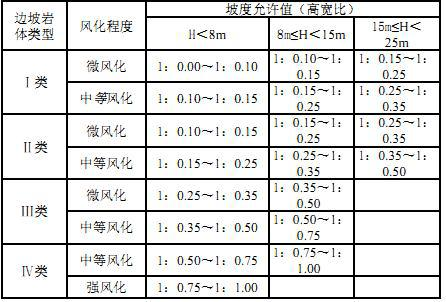 边坡岩体类型 风化程度 坡度允许值（高宽比）
H＜8m 8m≤H＜15m 15m≤H＜25m
Ⅰ类 微风化 1：0.00～1：0.10 1：0.10～1：0.15 1：0.15～1：0.25
中等风化 1：0.10～1：0.15 1：0.15～1：0.25 1：0.25～1：0.35
Ⅱ类 微风化 1：0.10～1：0.15 1：0.15～1：0.25 1：0.25～1：0.35
中等风化 1：0.15～1：0.25 1：0.25～1：0.35 1：0.35～1：0.50
Ⅲ类 微风化 1：0.25～1：0.35 1：0.35～1：0.50
中等风化 1：0.35～1：0.50 1：0.50～1：0.75
Ⅳ类 中等风化 1：0.50～1：0.75 1：0.75～1：1.00
强风化 1：0.75～1：1.00